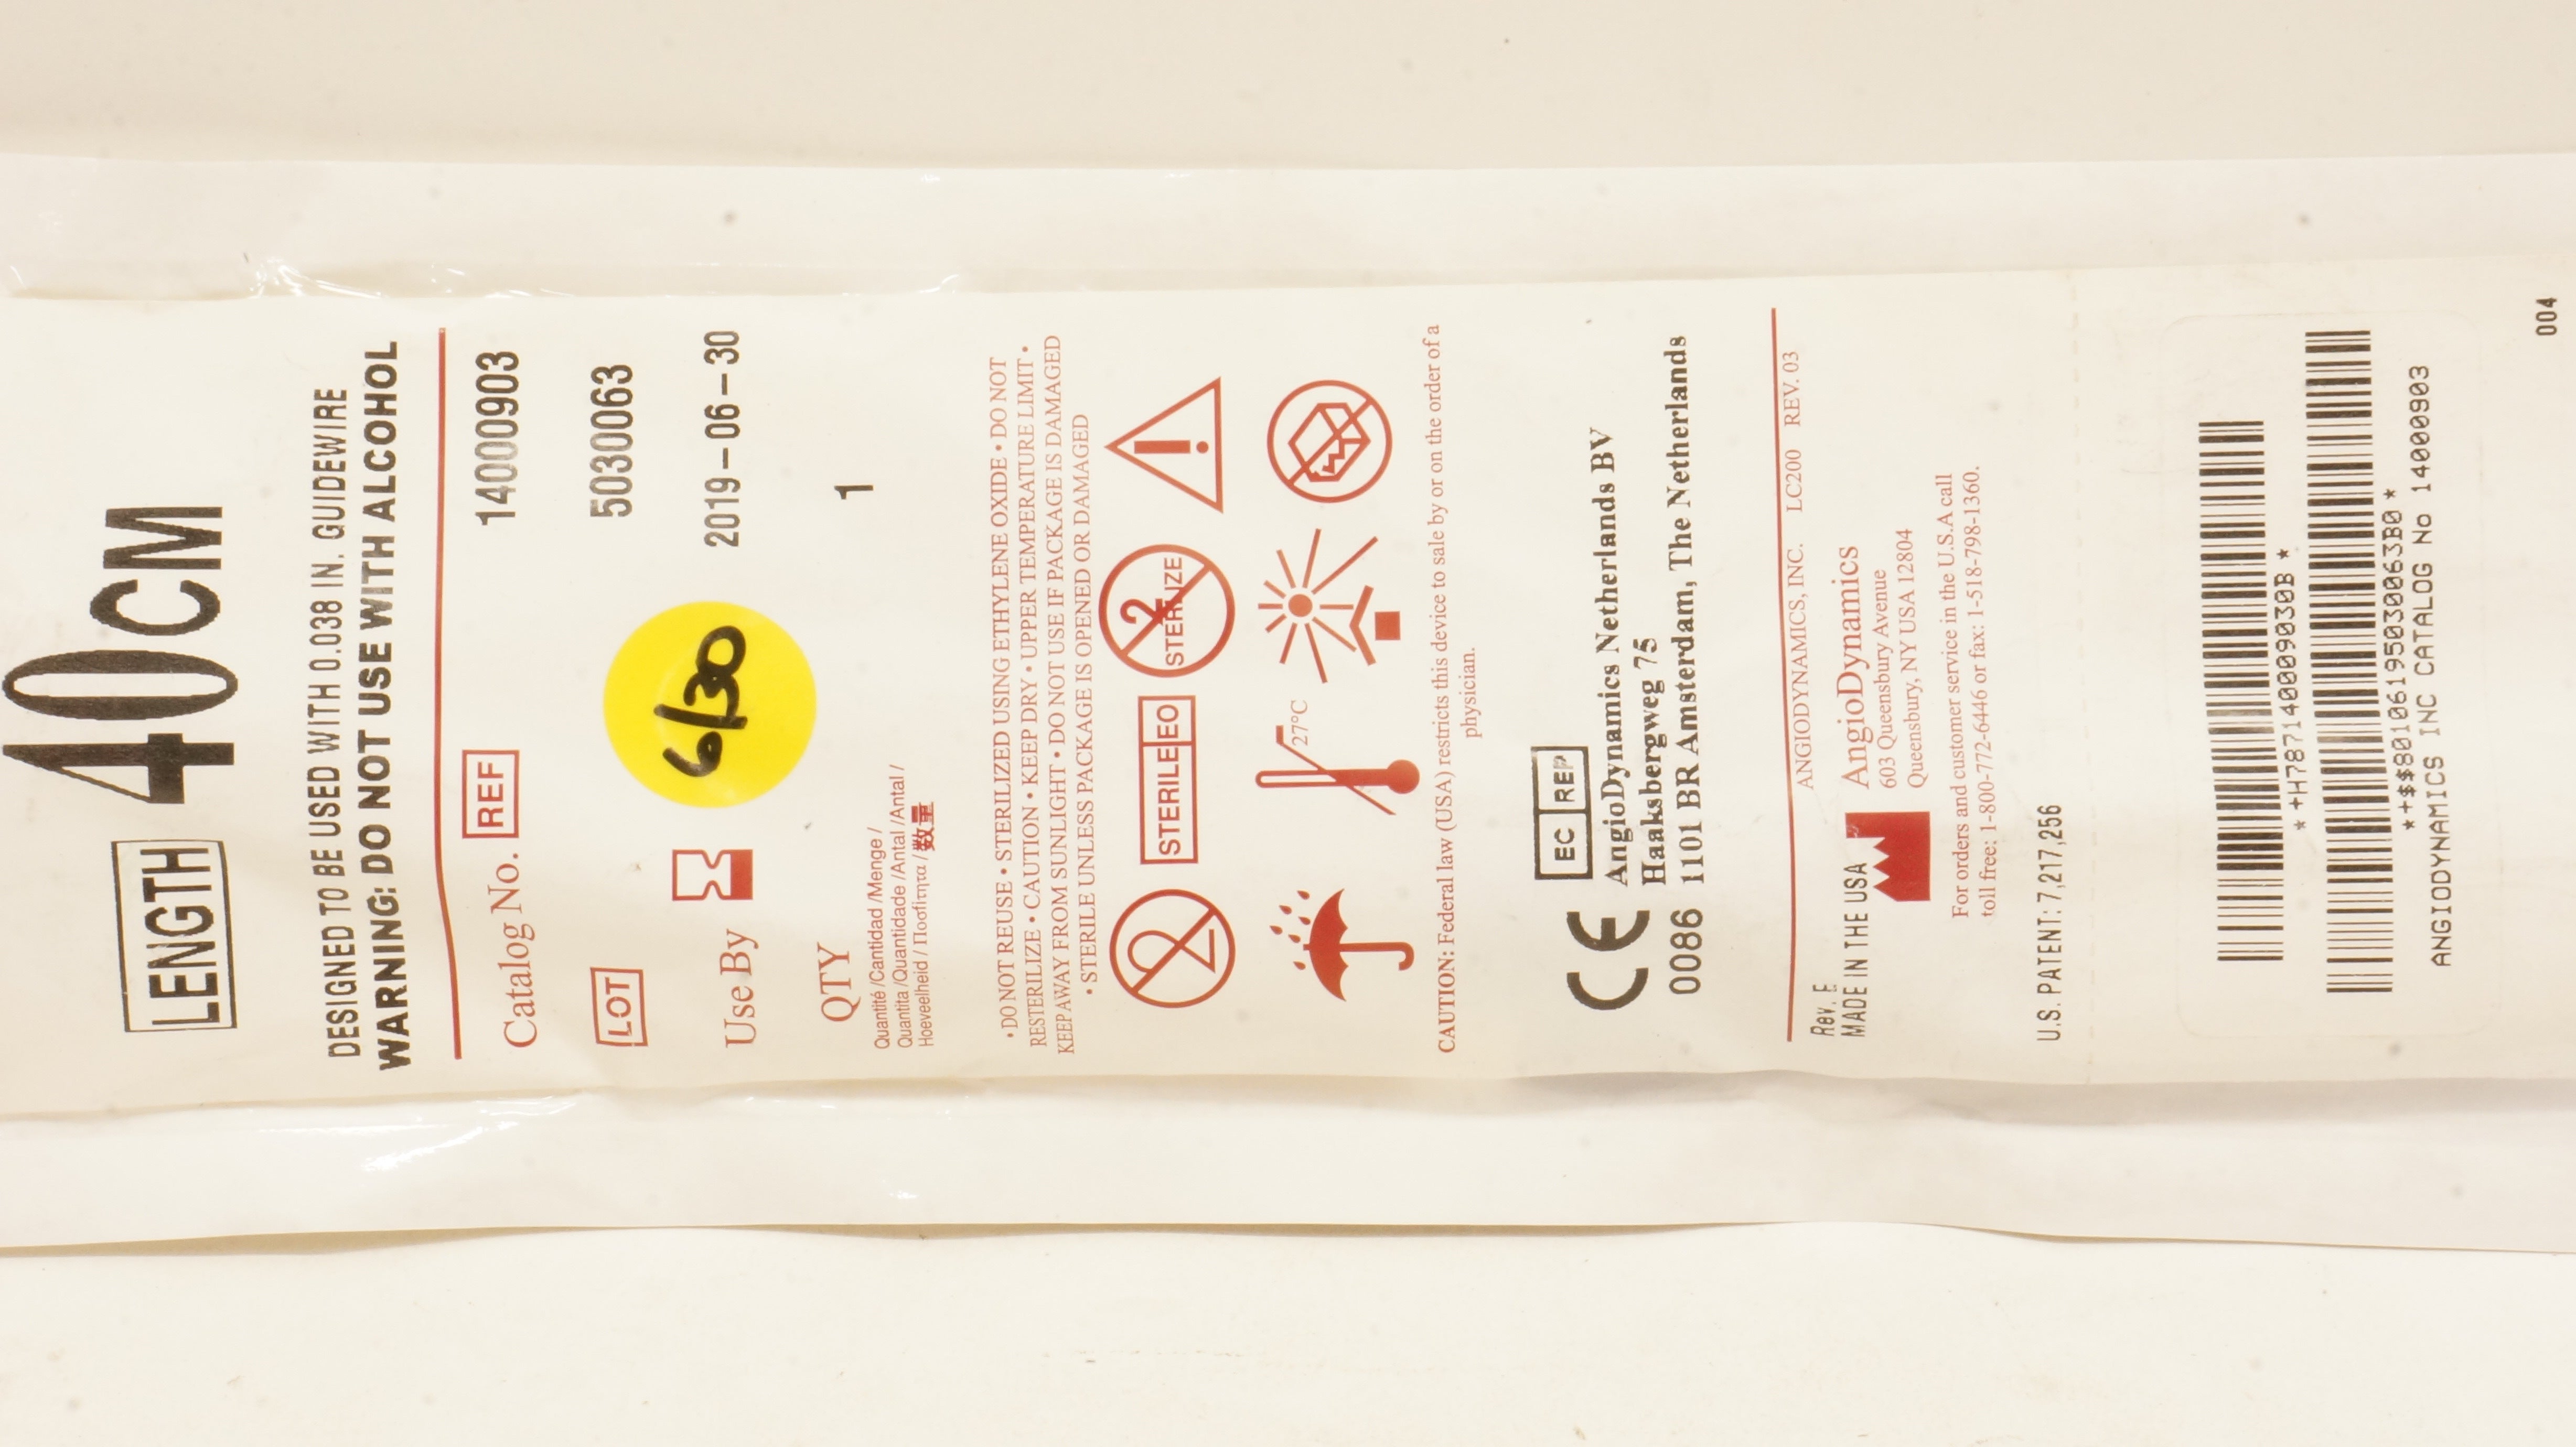 LENGTH 40CM
DESIGNED TO BE USED WITH 0.038 IN. GUIDEWIRE
WARNING: DO NOT USE WITH ALCOHOL
Catalog No. REF 14000903
LOT 5030063
Use By 2019-06-30
6/30
QTY 1
Quantité /Cantidad /Menge /
Quantita /Quantidade /Antal /Antal /
Hoeveelheid / Ποσότητα / 数量
• DO NOT REUSE • STERILIZED USING ETHYLENE OXIDE • DO NOT
RESTERILIZE • CAUTION • KEEP DRY • UPPER TEMPERATURE LIMIT •
KEEP AWAY FROM SUNLIGHT • DO NOT USE IF PACKAGE IS DAMAGED
• STERILE UNLESS PACKAGE IS OPENED OR DAMAGED
2 STERILE EO 2 STERILIZE !
27°C
CAUTION: Federal law (USA) restricts this device to sale by or on the order of a
physician.
EC REP
CE AngioDynamics Netherlands BV
Haaksbergweg 75
0086 1101 BR Amsterdam, The Netherlands
ANGIODYNAMICS, INC. LC200 REV. 03
Rev. E
MADE IN THE USA
AngioDynamics
603 Queensbury Avenue
Queensbury, NY USA 12804
For orders and customer service in the U.S.A call
toll free: 1-800-772-6446 or fax: 1-518-798-1360.
U.S. PATENT: 7,217,256
*+H787140009030B*
*+$$80106195030063B0*
ANGIODYNAMICS INC CATALOG No 14000903
004